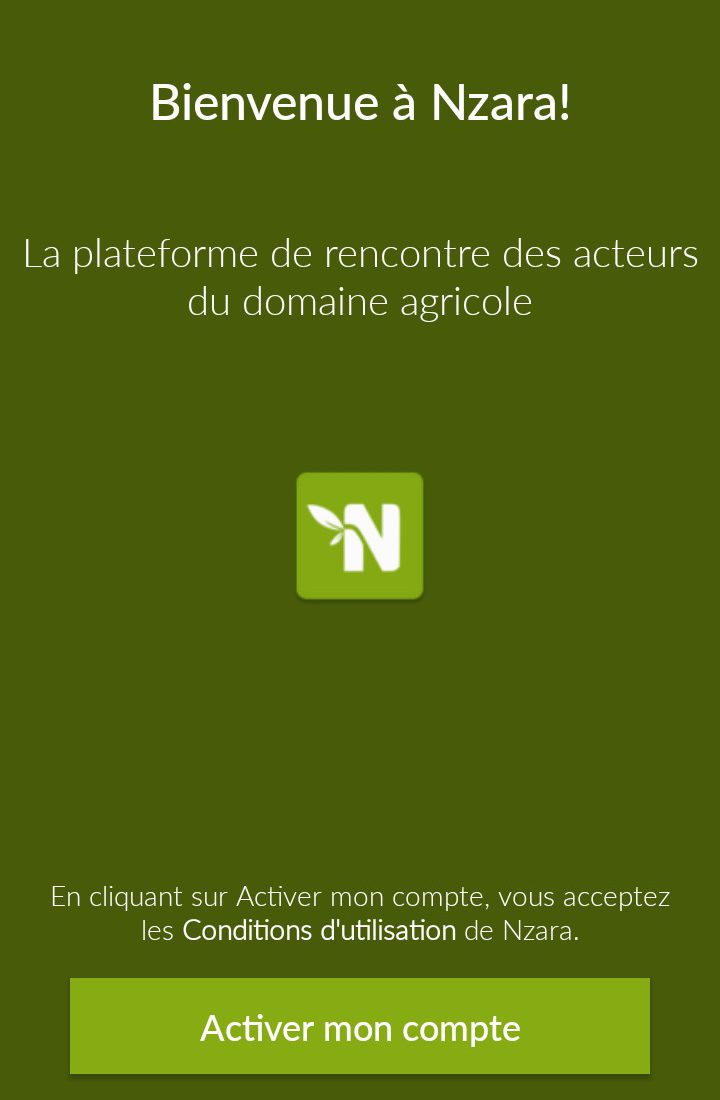 Bienvenue à Nzara!
La plateforme de rencontre des acteurs
du domaine agricole
N
En cliquant sur Activer mon compte, vous acceptez
les Conditions d'utilisation de Nzara.
Activer mon compte